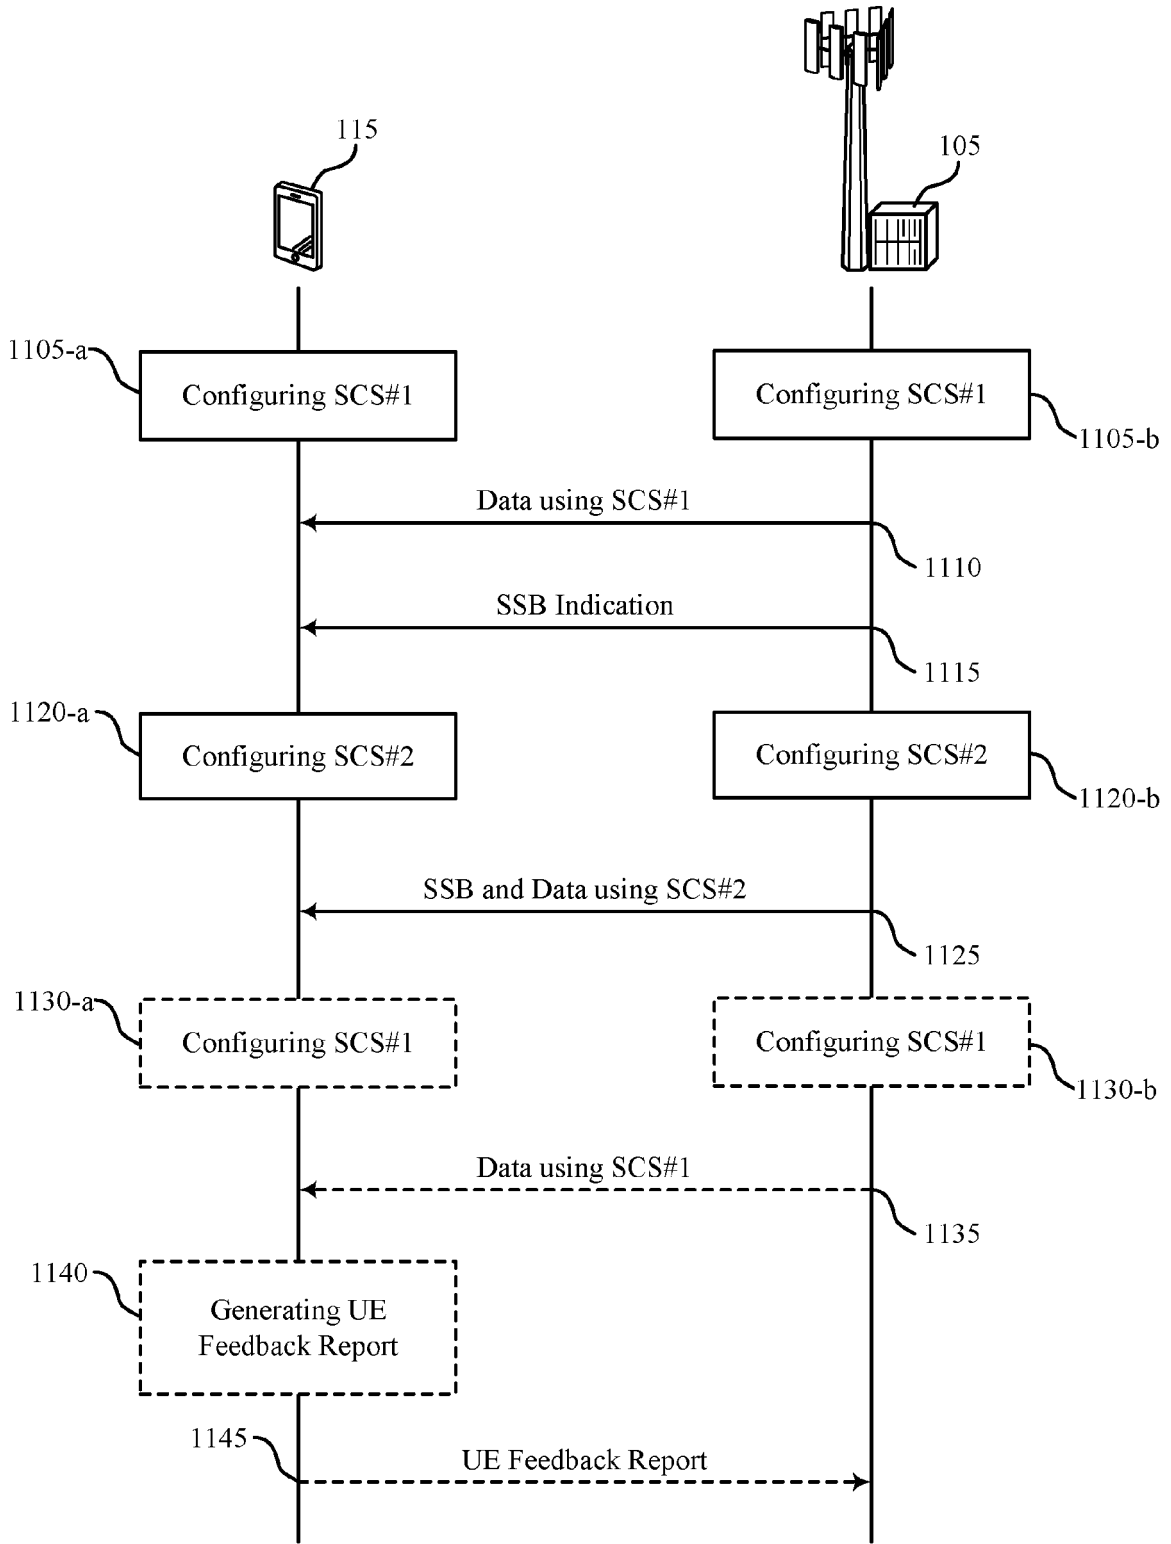 115
105
1105-a
Configuring SCS#1
Configuring SCS#1
1105-b
Data using SCS#1
1110
SSB Indication
1115
1120-a
Configuring SCS#2
Configuring SCS#2
1120-b
SSB and Data using SCS#2
1125
1130-a
Configuring SCS#1
Configuring SCS#1
1130-b
Data using SCS#1
1135
1140
Generating UE
Feedback Report
1145
UE Feedback Report